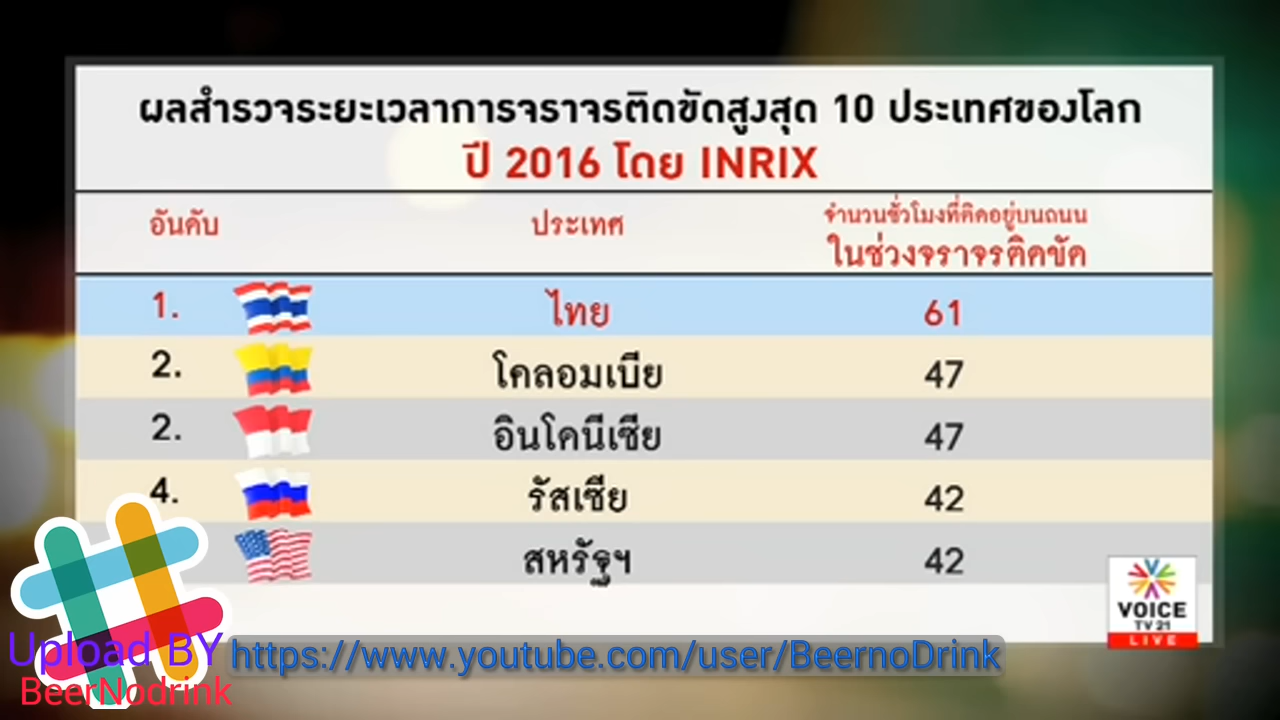 ผลสำรวจระยะเวลาการจราจรติดขัดสูงสุด 10 ประเทศของโลก
ปี 2016 โดย INRIX
อันดับ ประเทศ จำนวนชั่วโมงที่ติดอยู่บนถนน
ในช่วงจราจรติดขัด
1. ไทย 61
2. โคลอมเบีย 47
2. อินโดนีเซีย 47
4. รัสเซีย 42
สหรัฐฯ 42
VOICE
TV 21
LIVE
Upload BY https://www.youtube.com/user/BeernoDrink
BeerNodrink